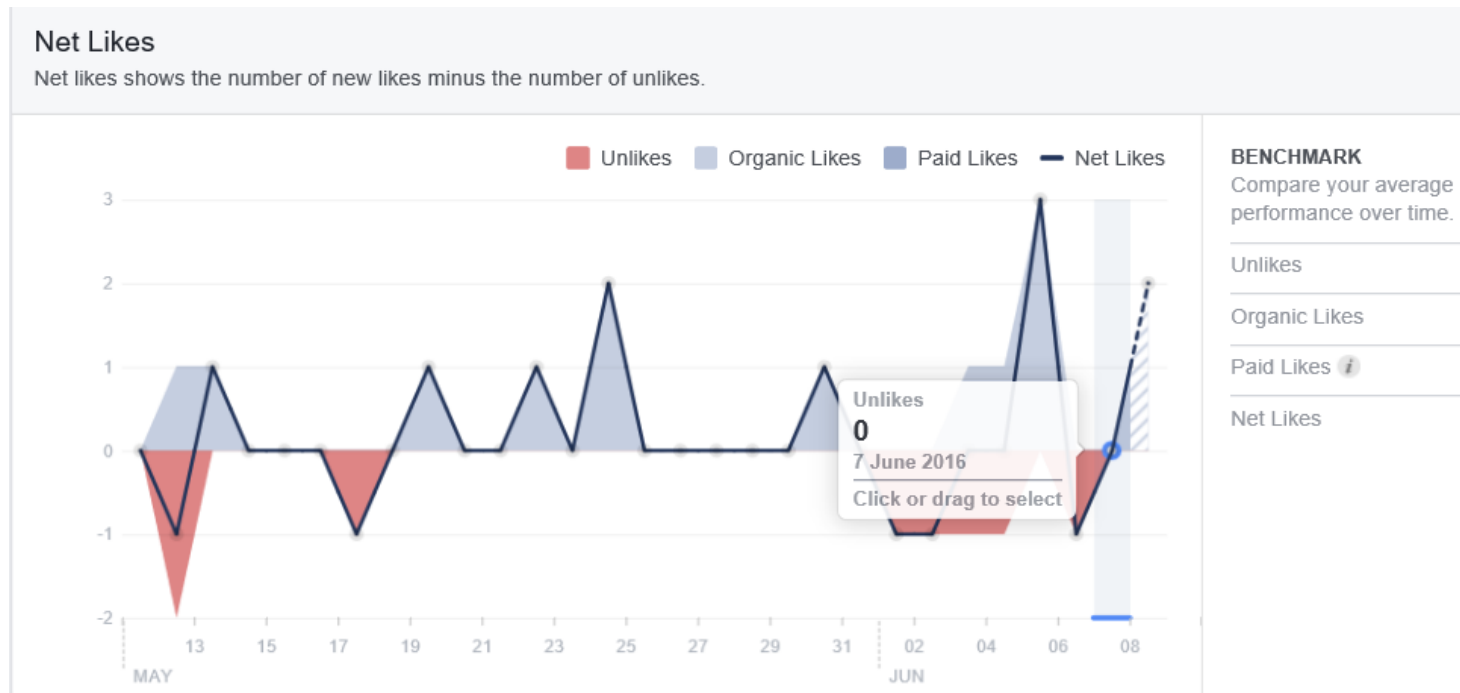 Net Likes
Net likes shows the number of new likes minus the number of unlikes.
Unlikes Organic Likes Paid Likes Net Likes
3
2
1
0
-1
-2
Unlikes
0
7 June 2016
Click or drag to select
13 15 17 19 21 23 25 27 29 31 02 04 06 08
MAY JUN
BENCHMARK
Compare your average
performance over time.
Unlikes
Organic Likes
Paid Likes i
Net Likes